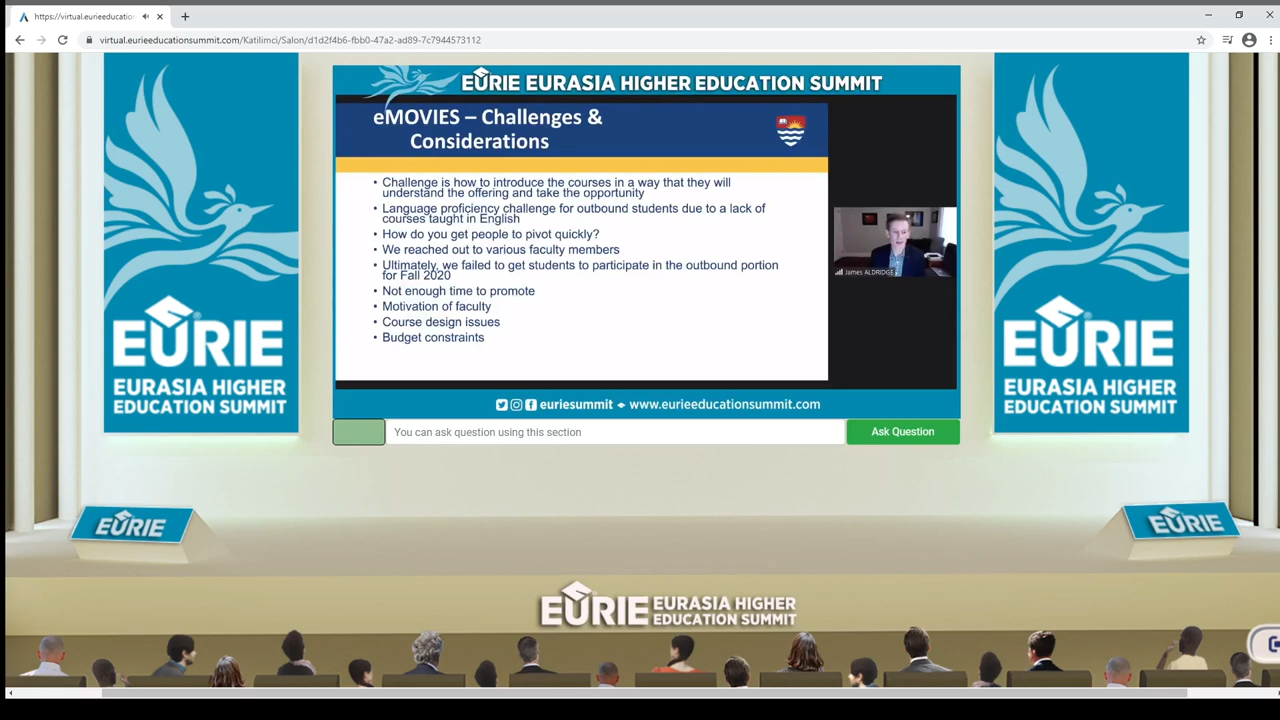 https://virtual.eurieeducation
virtual.eurieeducationsummit.com/Katilimci/Salon/d1d2f4b6-fbb0-47a2-ad89-7c7944573112
EURIE EURASIA HIGHER EDUCATION SUMMIT
eMOVIES – Challenges &
Considerations
• Challenge is how to introduce the courses in a way that they will
understand the offering and take the opportunity
• Language proficiency challenge for outbound students due to a lack of
courses taught in English
• How do you get people to pivot quickly?
• We reached out to various faculty members
• Ultimately, we failed to get students to participate in the outbound portion
for Fall 2020
• Not enough time to promote
• Motivation of faculty
• Course design issues
• Budget constraints
James ALDRIDGE
EURIE
EURASIA HIGHER
EDUCATION SUMMIT
EURIE
EURASIA HIGHER
EDUCATION SUMMIT
euriesummit www.eurieeducationsummit.com
You can ask question using this section
Ask Question
EURIE
EURIE
EURIE EURASIA HIGHER
EDUCATION SUMMIT